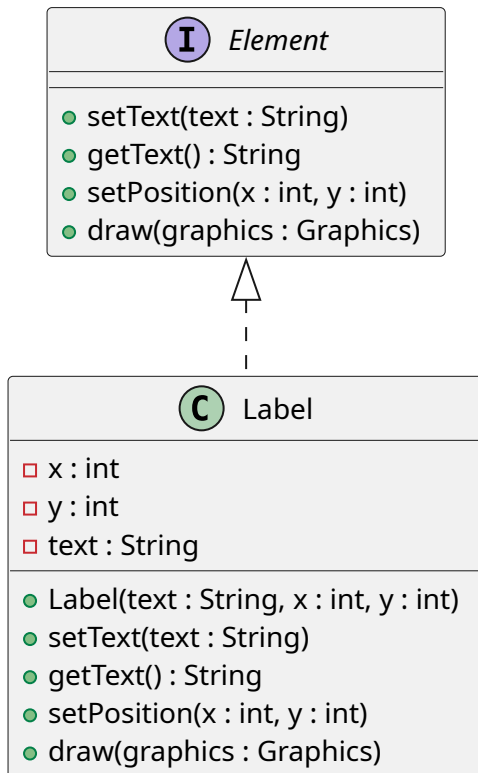 I Element
setText(text : String)
getText() : String
setPosition(x : int, y : int)
draw(graphics : Graphics)
C Label
x : int
y : int
text : String
Label(text : String, x : int, y : int)
setText(text : String)
getText() : String
setPosition(x : int, y : int)
draw(graphics : Graphics)